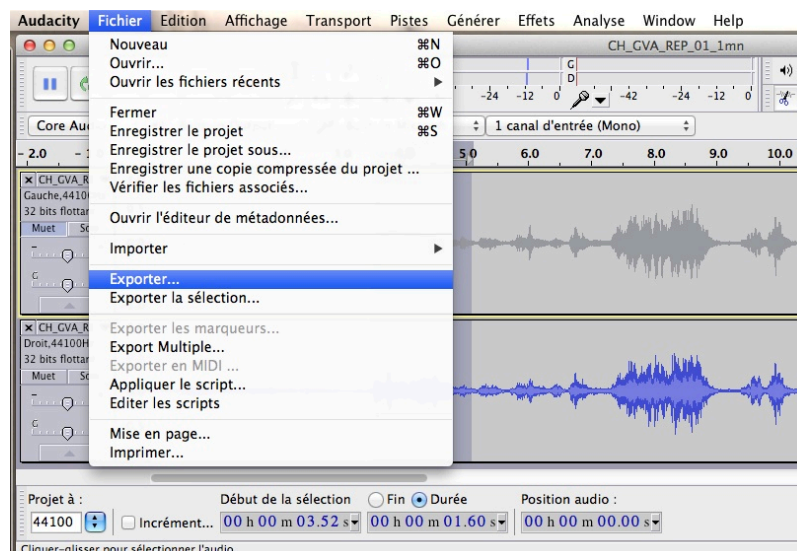 Audacity Fichier Edition Affichage Transport Pistes Générer Effets Analyse Window Help
CH_GVA_REP_01_1mn
Nouveau ⌘N
Ouvrir... ⌘O
Ouvrir les fichiers récents
Fermer ⌘W
Enregistrer le projet ⌘S
Enregistrer le projet sous...
Enregistrer une copie compressée du projet ...
Vérifier les fichiers associés...
Ouvrir l'éditeur de métadonnées...
Importer
Exporter...
Exporter la sélection...
Exporter les marqueurs...
Export Multiple...
Exporter en MIDI ...
Appliquer le script...
Editer les scripts
Mise en page...
Imprimer...
G
D
-24 -12 0 -42 -24 -12 0
Core Au
1 canal d'entrée (Mono)
- 2.0 5.0 6.0 7.0 8.0 9.0 10.0
CH_GVA_R
Gauche,4410
32 bits flottan
Muet So
- 
G
CH_GVA_R
Droit,44100H
32 bits flottan
Muet So
-
G
Projet à : Début de la sélection Fin Durée Position audio :
44100 Incrément... 00 h 00 m 03.52 s 00 h 00 m 01.60 s 00 h 00 m 00.00 s
Cliquer-glisser pour sélectionner l'audio